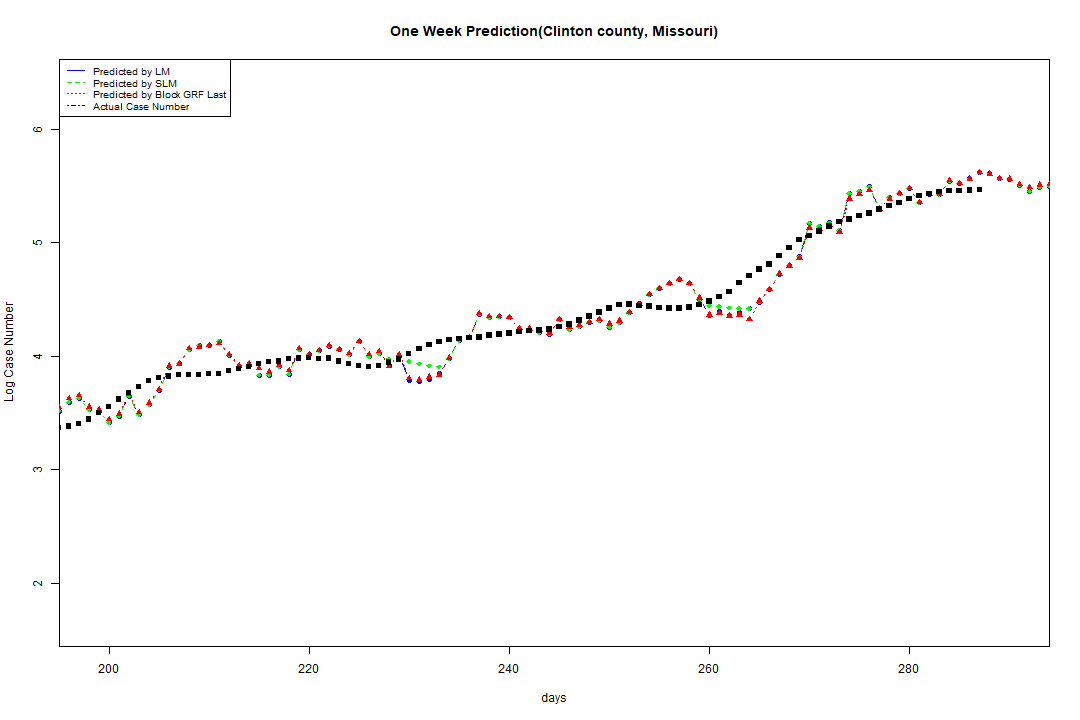 One Week Prediction(Clinton county, Missouri)
Predicted by LM
Predicted by SLM
Predicted by Block GRF Last
Actual Case Number
6
5
4
3
2
Log Case Number
200 220 240 260 280
days